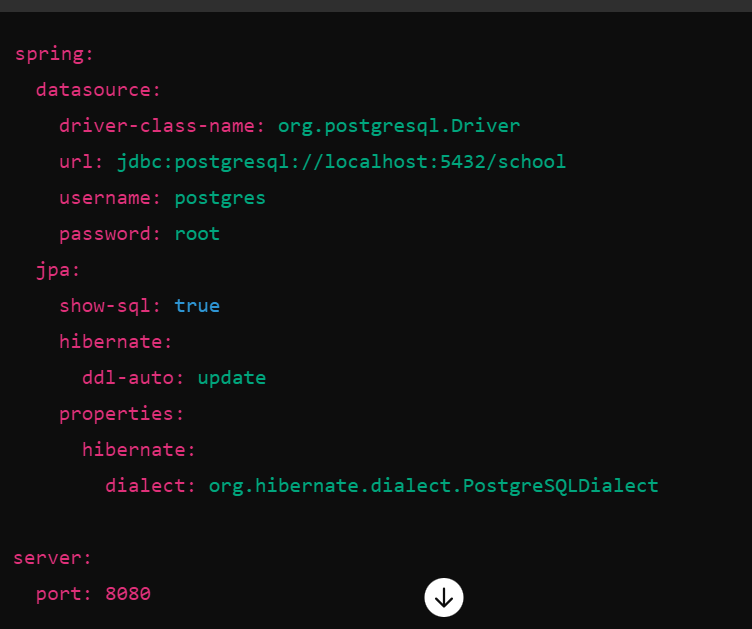 spring:
  datasource:
    driver-class-name: org.postgresql.Driver
    url: jdbc:postgresql://localhost:5432/school
    username: postgres
    password: root
  jpa:
    show-sql: true
    hibernate:
      ddl-auto: update
    properties:
      hibernate:
        dialect: org.hibernate.dialect.PostgreSQLDialect

server:
  port: 8080